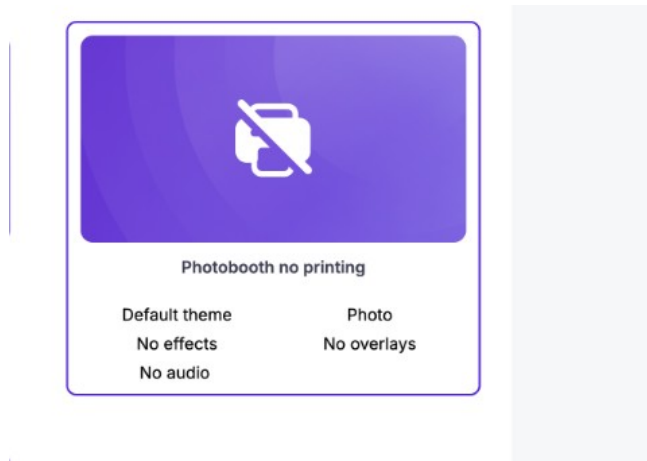 Photobooth no printing
Default theme
Photo
No effects
No overlays
No audio